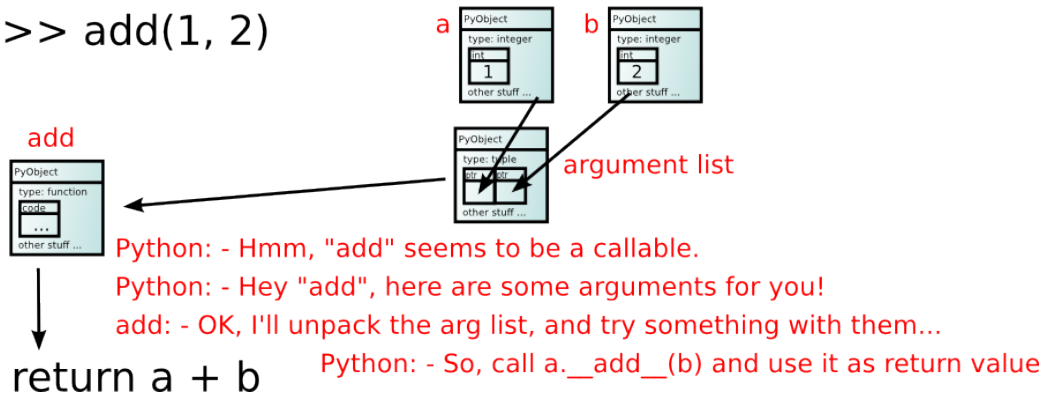 >> add(1, 2)
a
PyObject
type: integer
int
1
other stuff ...
b
PyObject
type: integer
int
2
other stuff ...
add
PyObject
type: function
code
...
other stuff ...
PyObject
type: tuple
ptr
ptr
other stuff ...
argument list
Python: - Hmm, "add" seems to be a callable.
Python: - Hey "add", here are some arguments for you!
add: - OK, I'll unpack the arg list, and try something with them...
Python: - So, call a.__add__(b) and use it as return value
return a + b